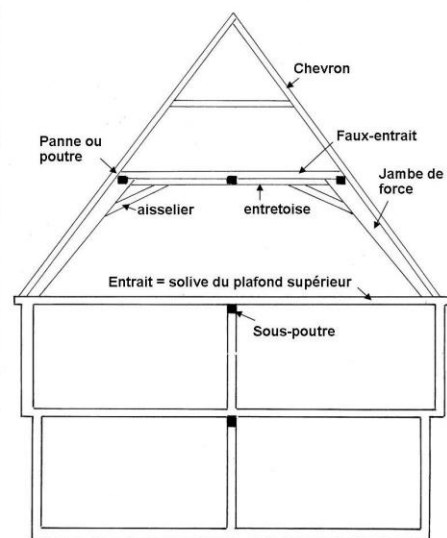 Chevron
Panne ou
poutre
Faux-entrait
Jambe de
force
aisselier
entretoise
Entrait = solive du plafond supérieur
Sous-poutre